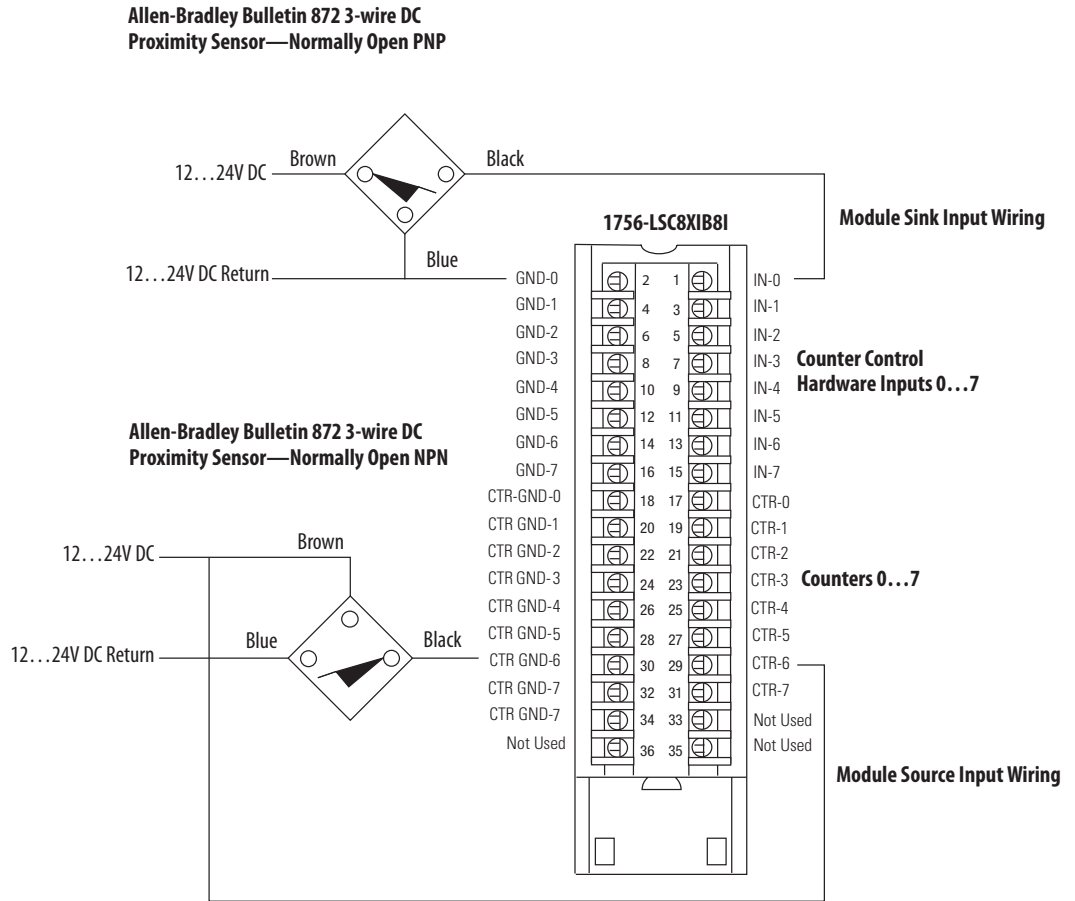 Allen-Bradley Bulletin 872 3-wire DC
Proximity Sensor—Normally Open PNP
12...24V DC
Brown
Black
12...24V DC Return
Blue
1756-LSC8XIB8I
Module Sink Input Wiring
GND-0 2 1 IN-0
GND-1 4 3 IN-1
GND-2 6 5 IN-2
GND-3 8 7 IN-3
GND-4 10 9 IN-4
GND-5 12 11 IN-5
GND-6 14 13 IN-6
GND-7 16 15 IN-7
Counter Control
Hardware Inputs 0...7
Allen-Bradley Bulletin 872 3-wire DC
Proximity Sensor—Normally Open NPN
CTR-GND-0 18 17 CTR-0
CTR GND-1 20 19 CTR-1
CTR GND-2 22 21 CTR-2
CTR GND-3 24 23 CTR-3
CTR GND-4 26 25 CTR-4
CTR GND-5 28 27 CTR-5
CTR GND-6 30 29 CTR-6
CTR GND-7 32 31 CTR-7
CTR GND-7 34 33 Not Used
Not Used 36 35 Not Used
Counters 0...7
12...24V DC
Brown
12...24V DC Return
Blue
Black
Module Source Input Wiring